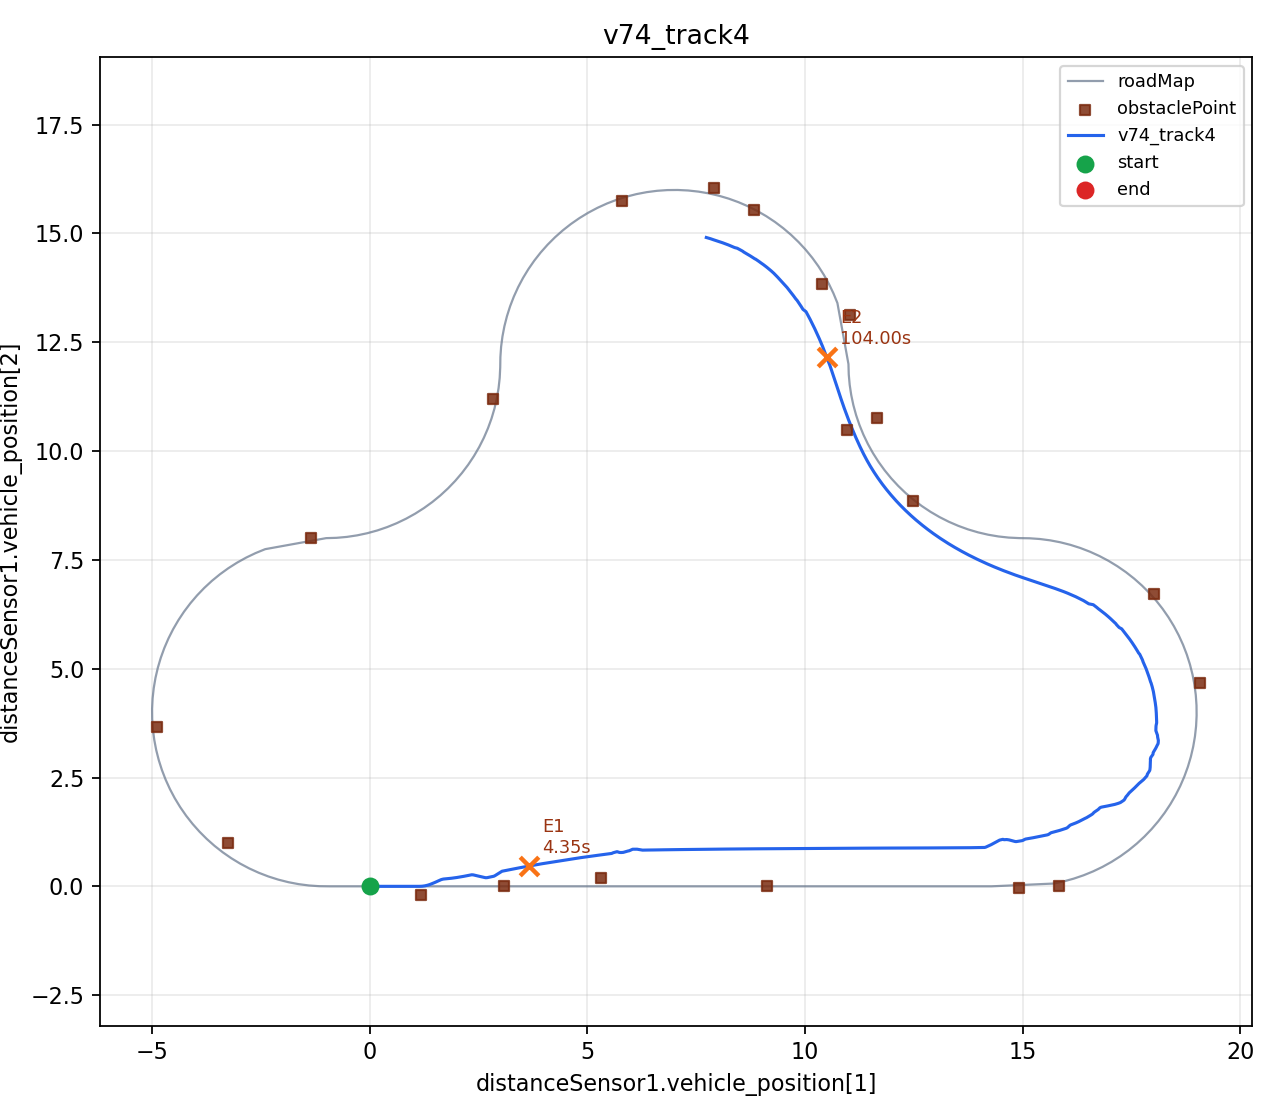 v74_track4
roadMap
obstaclePoint
v74_track4
start
end
17.5
15.0
12.5
10.0
7.5
5.0
2.5
0.0
−2.5
E2
104.00s
E1
4.35s
−5
0
5
10
15
20
distanceSensor1.vehicle_position[1]
distanceSensor1.vehicle_position[2]